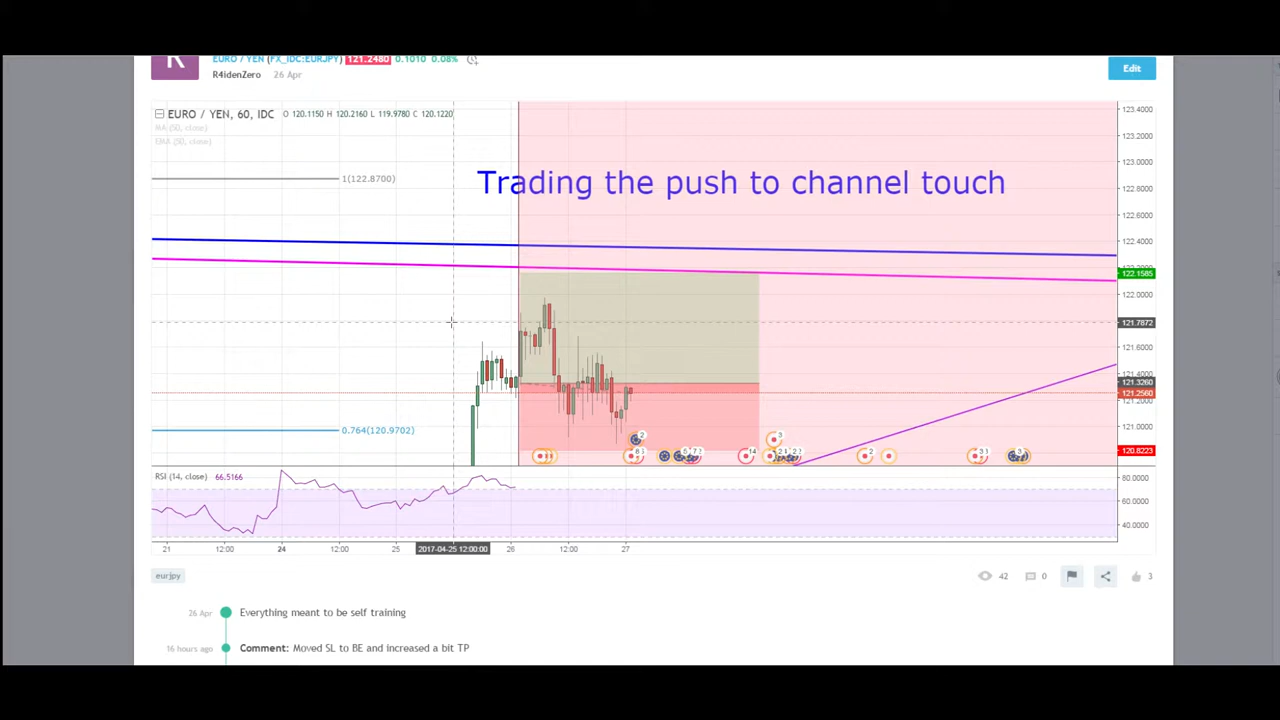 R
EURO / YEN (FX_IDC:EURJPY) 121.2480 0.1010 0.08%
R4idenZero 26 Apr
Edit
EURO / YEN, 60, IDC O 120.1150 H 120.2160 L 119.9780 C 120.1220
MA (50, close)
EMA (50, close)
Trading the push to channel touch
1(122.8700)
0.764(120.9702)
123.4000
123.2000
123.0000
122.8000
122.6000
122.4000
122.1585
122.0000
121.7872
121.6000
121.4000
121.3260
121.2560
121.0000
120.8223
RSI (14, close) 66.5166
80.0000
60.0000
40.0000
21 12:00 24 12:00 25 2017-04-25 12:00:00 26 12:00 27
eurjpy
42 0 3
26 Apr Everything meant to be self training
16 hours ago Comment: Moved SL to BE and increased a bit TP